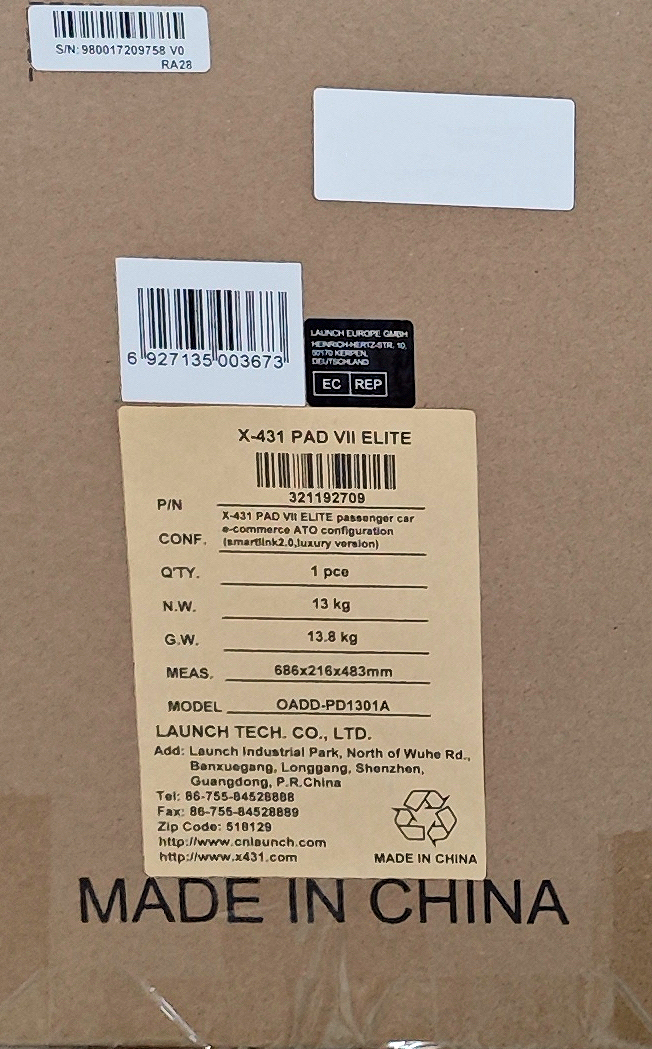 S/N: 980017209758 V0
RA28
6 927135 003673
LAUNCH EUROPE GMBH
HEINRICH-HERTZ-STR. 10,
50170 KERPEN,
DEUTSCHLAND
EC REP
X-431 PAD VII ELITE
P/N 321192709
X-431 PAD VII ELITE passenger car
e-commerce ATO configuration
CONF. (smartlink2.0,luxury version)
Q'TY. 1 pce
N.W. 13 kg
G.W. 13.8 kg
MEAS. 686x216x483mm
MODEL OADD-PD1301A
LAUNCH TECH. CO., LTD.
Add: Launch Industrial Park, North of Wuhe Rd.,
Banxuegang, Longgang, Shenzhen,
Guangdong, P.R.China
Tel: 86-755-84528888
Fax: 86-755-84528889
Zip Code: 518129
http://www.cnlaunch.com
http://www.x431.com
MADE IN CHINA
MADE IN CHINA